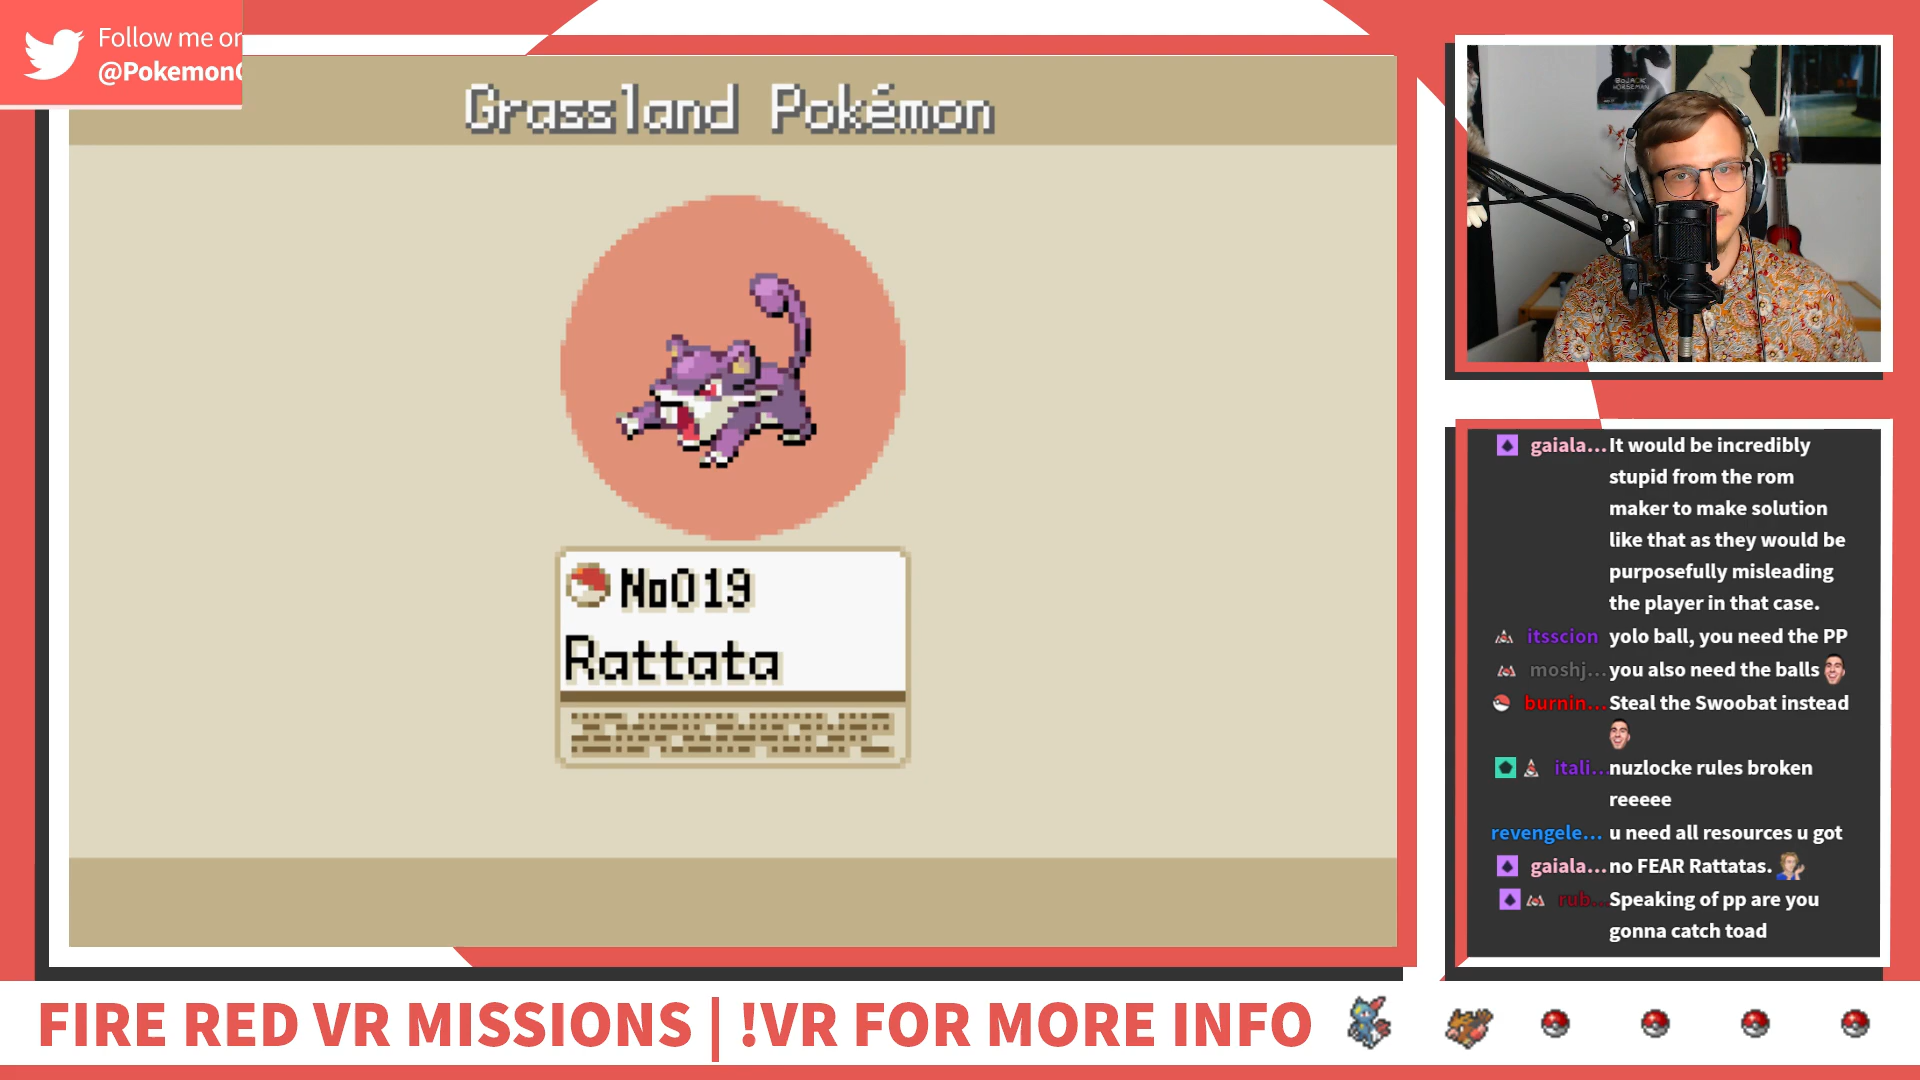 Follow me on
@Pokemon
Grassland Pokémon
BOJACK
HORSEMAN
No019
Rattata
gaiala... It would be incredibly
stupid from the rom
maker to make solution
like that as they would be
purposefully misleading
the player in that case.
itsscion yolo ball, you need the PP
moshj... you also need the balls
burnin... Steal the Swoobat instead
itali... nuzlocke rules broken
reeeee
revengele... u need all resources u got
gaiala... no FEAR Rattatas.
rub... Speaking of pp are you
gonna catch toad
FIRE RED VR MISSIONS | !VR FOR MORE INFO